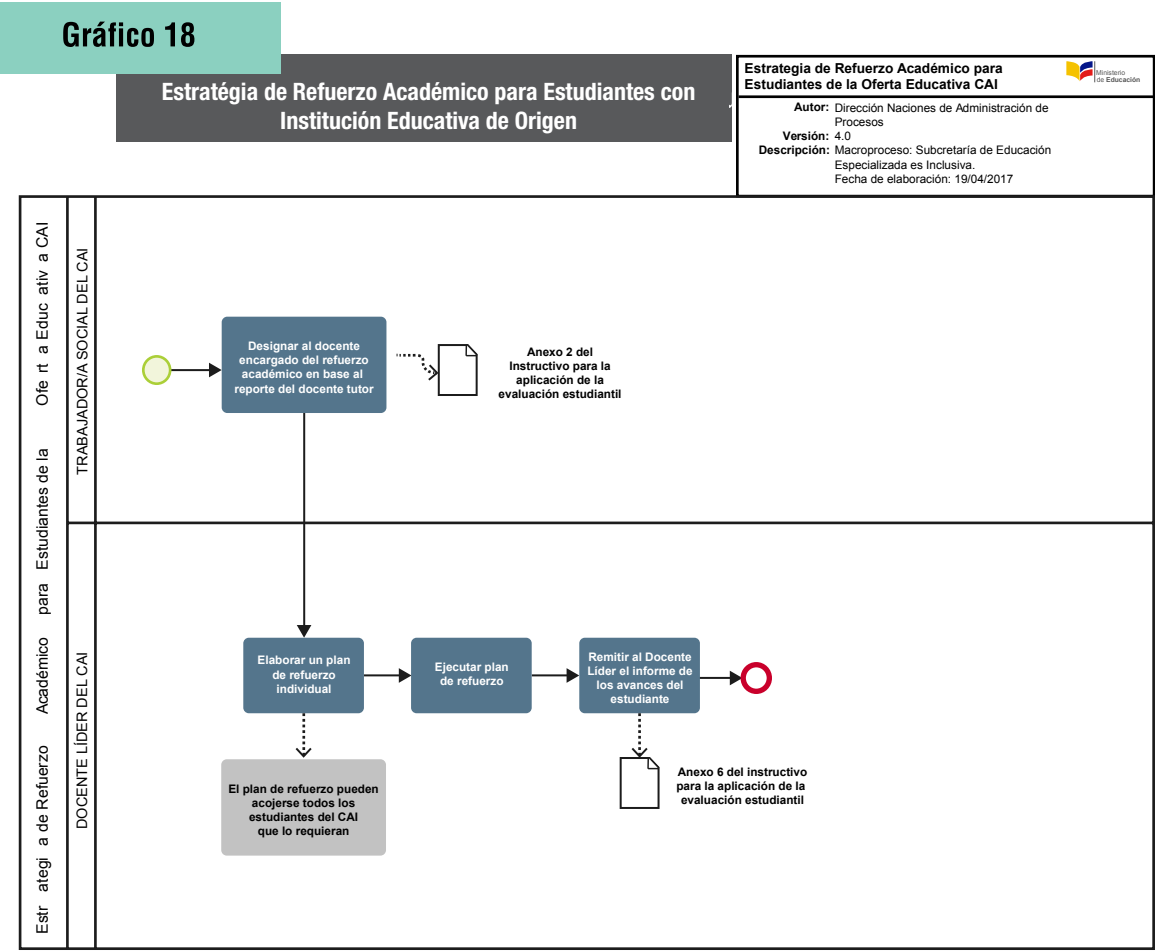 Gráfico 18
Estratégia de Refuerzo Académico para Estudiantes con
Institución Educativa de Origen
Estrategia de Refuerzo Académico para
Estudiantes de la Oferta Educativa CAI
Ministerio
de Educación
Autor: Dirección Naciones de Administración de
Procesos
Versión: 4.0
Descripción: Macroproceso: Subcretaría de Educación
Especializada es Inclusiva.
Fecha de elaboración: 19/04/2017
Estr ategi a de Refuerzo Académico para Estudiantes de la Ofe rt a Educ ativ a CAI
TRABAJADOR/A SOCIAL DEL CAI
Designar al docente
encargado del refuerzo
académico en base al
reporte del docente tutor
Anexo 2 del
Instructivo para la
aplicación de la
evaluación estudiantil
DOCENTE LÍDER DEL CAI
Elaborar un plan
de refuerzo
individual
Ejecutar plan
de refuerzo
Remitir al Docente
Líder el informe de
los avances del
estudiante
El plan de refuerzo pueden
acojerse todos los
estudiantes del CAI
que lo requieran
Anexo 6 del instructivo
para la aplicación de la
evaluación estudiantil